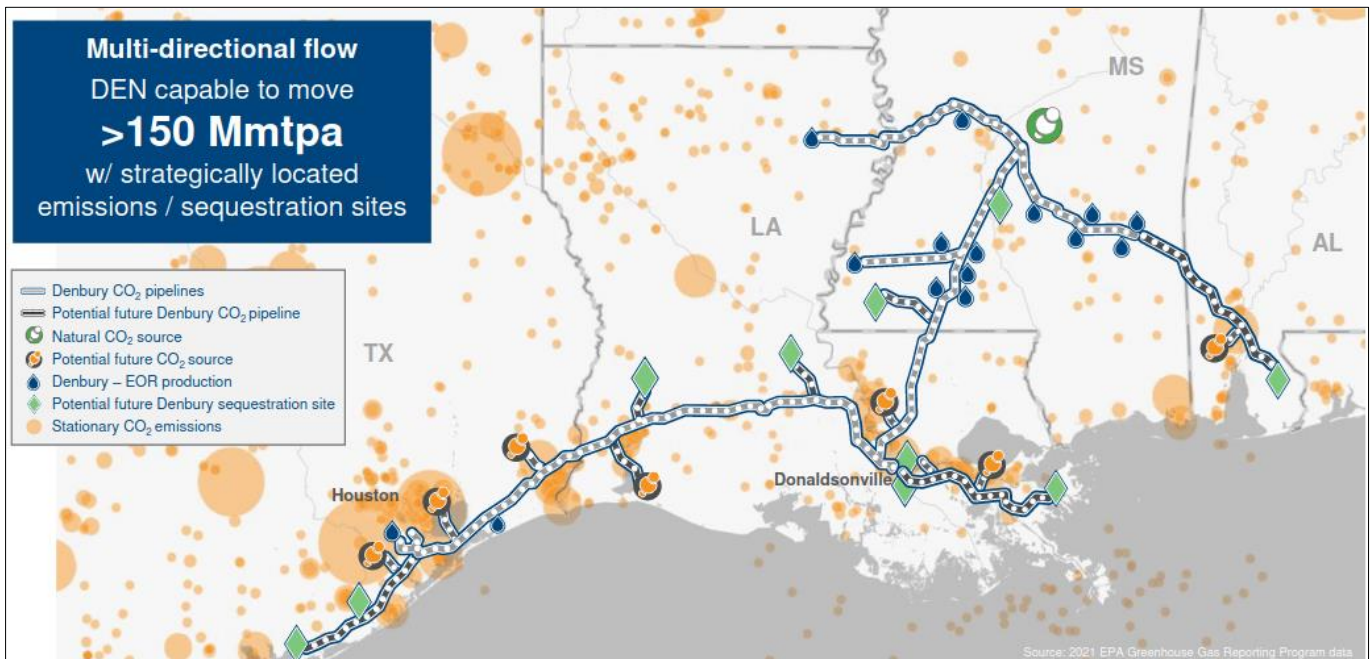 Multi-directional flow
DEN capable to move
>150 Mmtpa
w/ strategically located
emissions / sequestration sites
Denbury CO₂ pipelines
Potential future Denbury CO₂ pipeline
Natural CO₂ source
Potential future CO₂ source
Denbury – EOR production
Potential future Denbury sequestration site
Stationary CO₂ emissions
MS
LA
AL
TX
Houston
Donaldsonville
Source: 2021 EPA Greenhouse Gas Reporting Program data